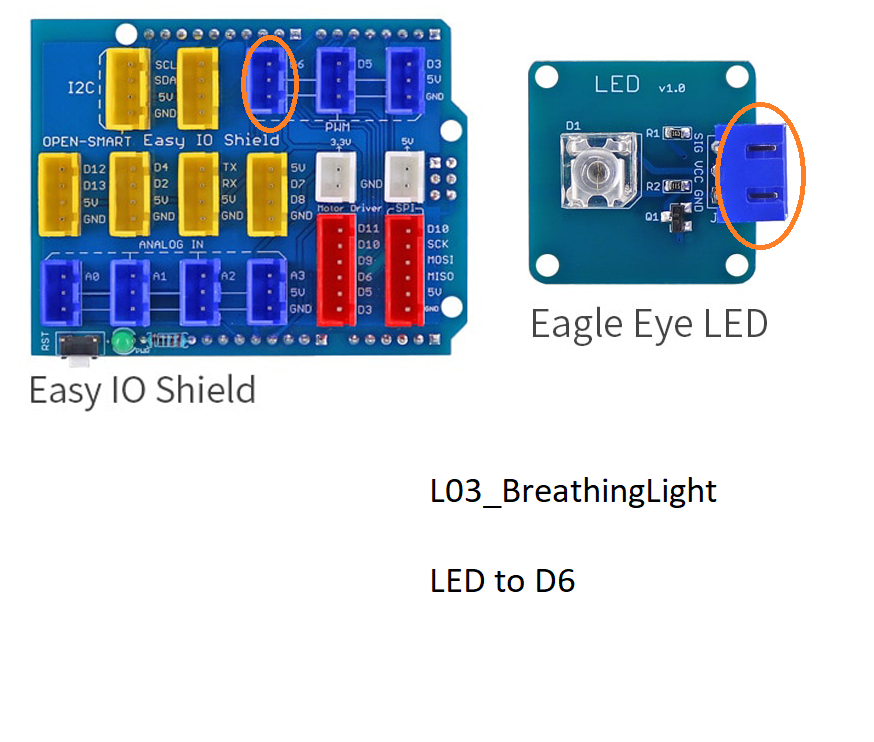 I2C
SCL
SDA
5V
GND
D6
D5
D3
5V
GND
PWM
OPEN-SMART Easy IO Shield
3.3V
5V
D12
D13
5V
GND
D4
D2
5V
GND
TX
RX
5V
GND
5V
D7
D8
GND
GND
Motor Driver
SPI
D11
D10
D9
D6
D5
D3
D10
SCK
MOSI
MISO
5V
GND
ANALOG IN
A0
A1
A2
A3
5V
GND
RST
PWR
Easy IO Shield
LED v1.0
D1
R1
R2
Q1
SIG VCC GND
J
Eagle Eye LED
L03_BreathingLight
LED to D6